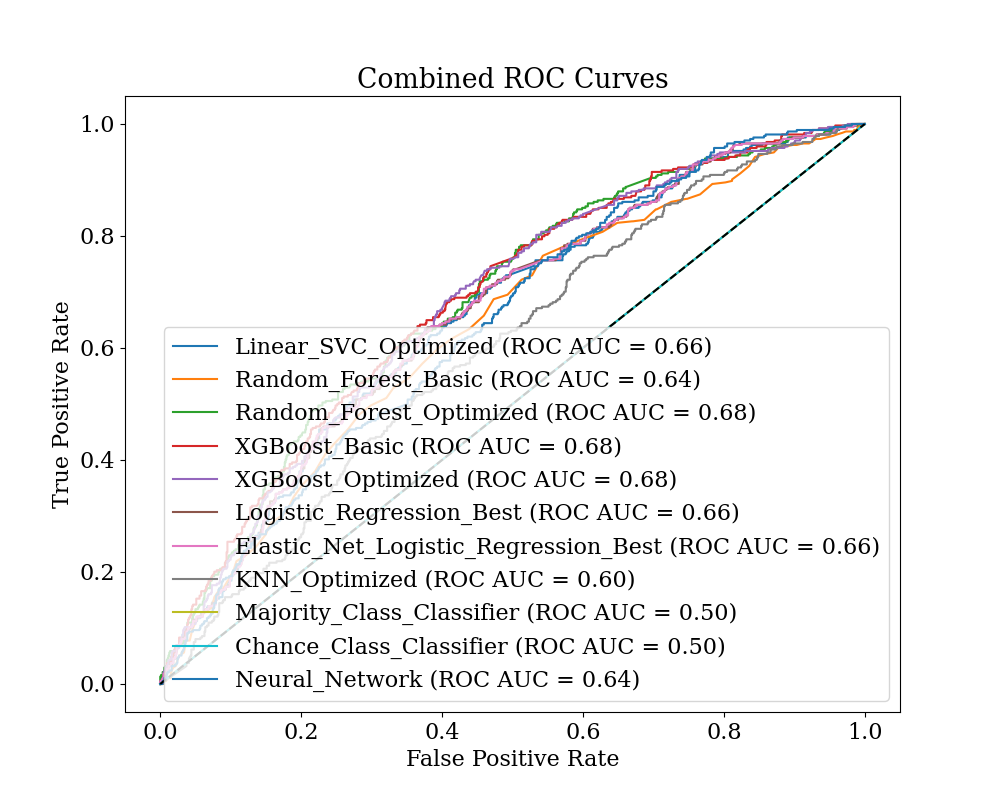 Combined ROC Curves
True Positive Rate
1.0
0.8
0.6
0.4
0.2
0.0
Linear_SVC_Optimized (ROC AUC = 0.66)
Random_Forest_Basic (ROC AUC = 0.64)
Random_Forest_Optimized (ROC AUC = 0.68)
XGBoost_Basic (ROC AUC = 0.68)
XGBoost_Optimized (ROC AUC = 0.68)
Logistic_Regression_Best (ROC AUC = 0.66)
Elastic_Net_Logistic_Regression_Best (ROC AUC = 0.66)
KNN_Optimized (ROC AUC = 0.60)
Majority_Class_Classifier (ROC AUC = 0.50)
Chance_Class_Classifier (ROC AUC = 0.50)
Neural_Network (ROC AUC = 0.64)
0.0 0.2 0.4 0.6 0.8 1.0
False Positive Rate